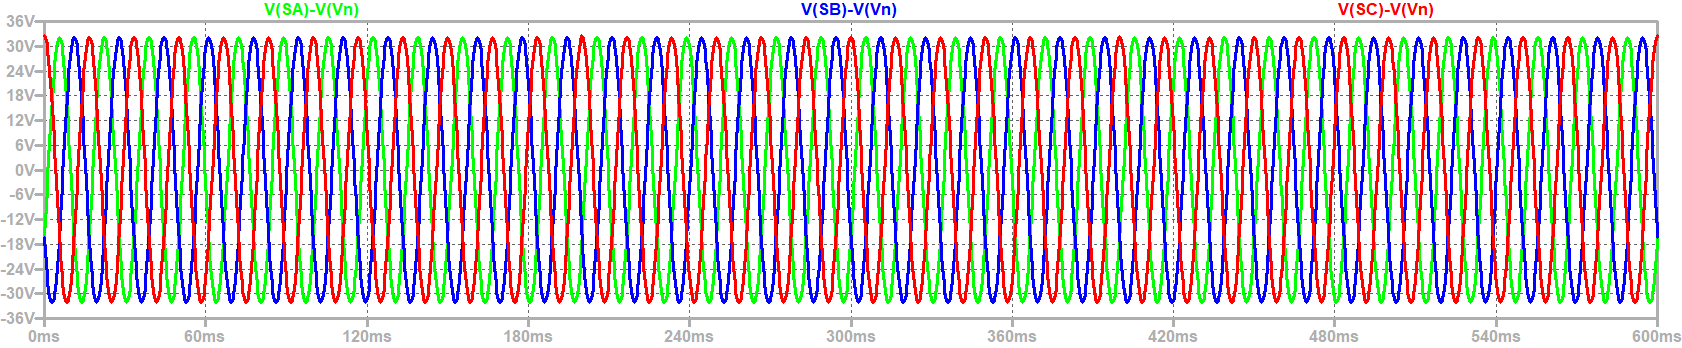 V(SA)-V(Vn) V(SB)-V(Vn) V(SC)-V(Vn)
36V
30V
24V
18V
12V
6V
0V
-6V
-12V
-18V
-24V
-30V
-36V
0ms 60ms 120ms 180ms 240ms 300ms 360ms 420ms 480ms 540ms 600ms